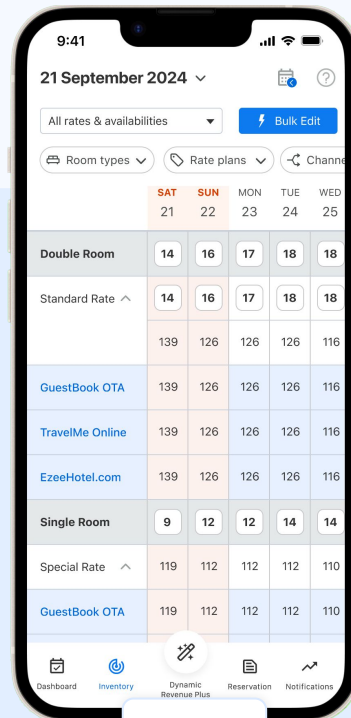 9:41
21 September 2024
All rates & availabilities
Bulk Edit
Room types Rate plans Channe
SAT SUN MON TUE WED
21 22 23 24 25
Double Room 14 16 17 18 18
Standard Rate 14 16 17 18 18
139 126 126 126 116
GuestBook OTA 139 126 126 126 116
TravelMe Online 139 126 126 126 116
EzeeHotel.com 139 126 126 126 116
Single Room 9 12 12 14 14
Special Rate 119 112 112 112 110
GuestBook OTA 119 112 112 112 110
Dashboard Inventory Dynamic Revenue Plus Reservation Notifications